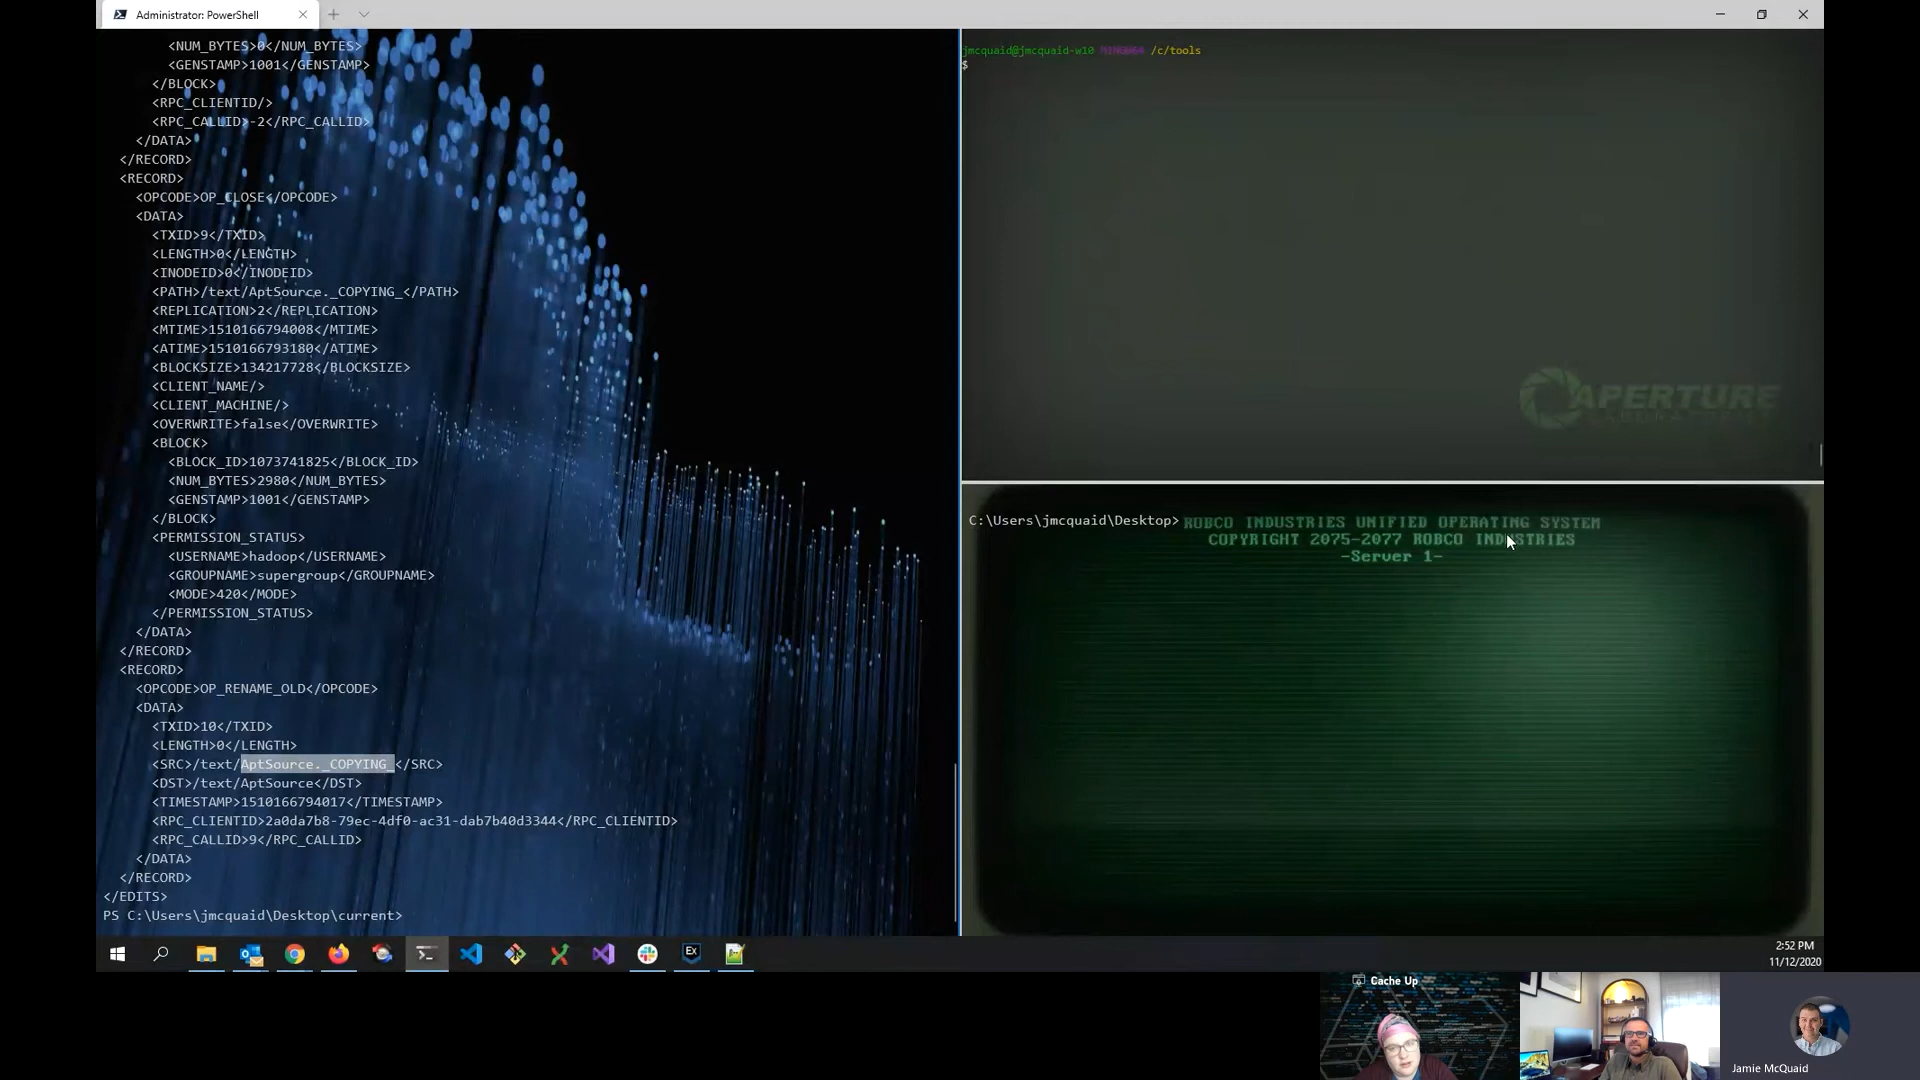 Administrator: PowerShell
<NUM_BYTES>0</NUM_BYTES>
<GENSTAMP>1001</GENSTAMP>
</BLOCK>
<RPC_CLIENTID/>
<RPC_CALLID>-2</RPC_CALLID>
</DATA>
</RECORD>
<RECORD>
<OPCODE>OP_CLOSE</OPCODE>
<DATA>
<TXID>9</TXID>
<LENGTH>0</LENGTH>
<INODEID>0</INODEID>
<PATH>/text/AptSource._COPYING_</PATH>
<REPLICATION>2</REPLICATION>
<MTIME>1510166794008</MTIME>
<ATIME>1510166793180</ATIME>
<BLOCKSIZE>134217728</BLOCKSIZE>
<CLIENT_NAME/>
<CLIENT_MACHINE/>
<OVERWRITE>false</OVERWRITE>
<BLOCK>
<BLOCK_ID>1073741825</BLOCK_ID>
<NUM_BYTES>2980</NUM_BYTES>
<GENSTAMP>1001</GENSTAMP>
</BLOCK>
<PERMISSION_STATUS>
<USERNAME>hadoop</USERNAME>
<GROUPNAME>supergroup</GROUPNAME>
<MODE>420</MODE>
</PERMISSION_STATUS>
</DATA>
</RECORD>
<RECORD>
<OPCODE>OP_RENAME_OLD</OPCODE>
<DATA>
<TXID>10</TXID>
<LENGTH>0</LENGTH>
<SRC>/text/AptSource._COPYING_</SRC>
<DST>/text/AptSource</DST>
<TIMESTAMP>1510166794017</TIMESTAMP>
<RPC_CLIENTID>2a0da7b8-79ec-4df0-ac31-dab7b40d3344</RPC_CLIENTID>
<RPC_CALLID>9</RPC_CALLID>
</DATA>
</RECORD>
</EDITS>
PS C:\Users\jmcquaid\Desktop\current>
jmcquaid@jmcquaid-w10 MINGW64 /c/tools
$
APERTURE
C:\Users\jmcquaid\Desktop>
ROBCO INDUSTRIES UNIFIED OPERATING SYSTEM
COPYRIGHT 2075-2077 ROBCO INDUSTRIES
-Server 1-
2:52 PM
11/12/2020
Cache Up
Jamie McQuaid